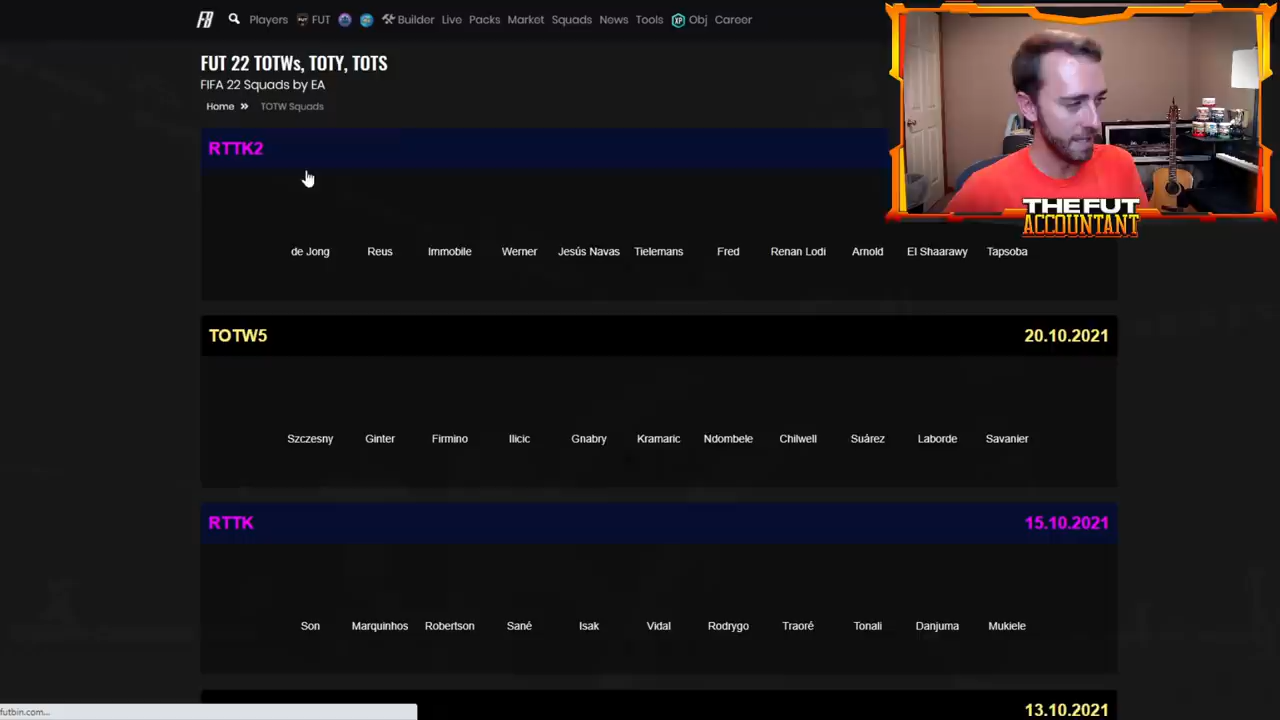 FB Players FUT Builder Live Packs Market Squads News Tools XP Obj Career
FUT 22 TOTWs, TOTY, TOTS
FIFA 22 Squads by EA
Home » TOTW Squads
RTTK2
de Jong Reus Immobile Werner Jesús Navas Tielemans Fred Renan Lodi Arnold El Shaarawy Tapsoba
TOTW5 20.10.2021
Szczesny Ginter Firmino Ilicic Gnabry Kramaric Ndombele Chilwell Suárez Laborde Savanier
RTTK 15.10.2021
Son Marquinhos Robertson Sané Isak Vidal Rodrygo Traoré Tonali Danjuma Mukiele
13.10.2021
futbin.com...
THE FUT
ACCOUNTANT